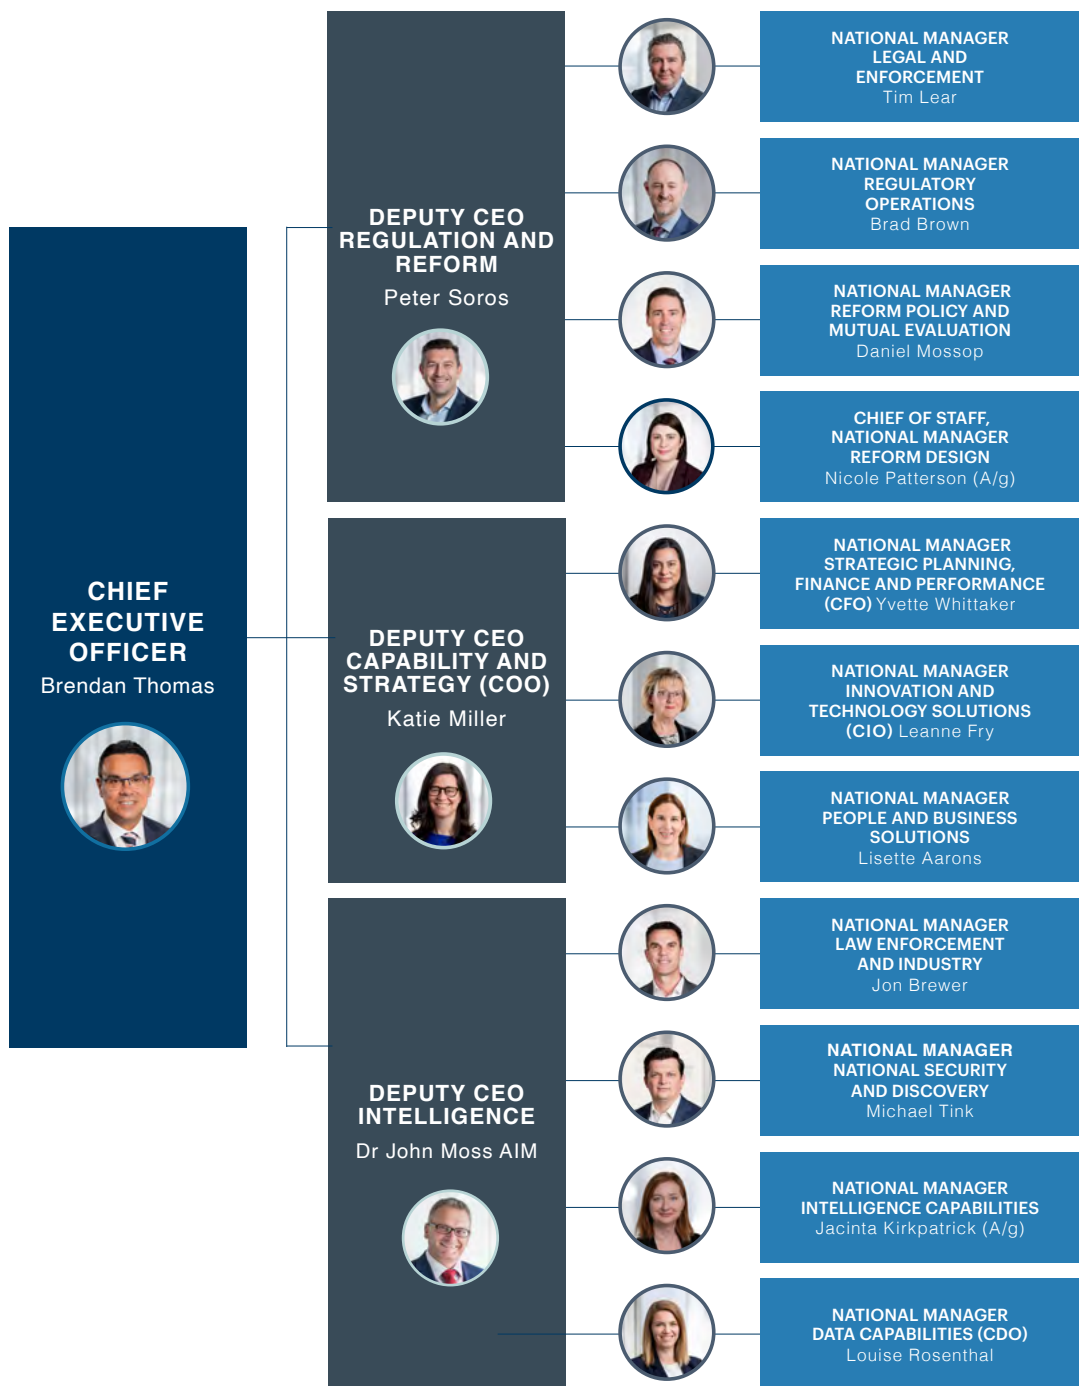 CHIEF
EXECUTIVE
OFFICER
Brendan Thomas
DEPUTY CEO
REGULATION AND
REFORM
Peter Soros
NATIONAL MANAGER
LEGAL AND
ENFORCEMENT
Tim Lear
NATIONAL MANAGER
REGULATORY
OPERATIONS
Brad Brown
NATIONAL MANAGER
REFORM POLICY AND
MUTUAL EVALUATION
Daniel Mossop
CHIEF OF STAFF,
NATIONAL MANAGER
REFORM DESIGN
Nicole Patterson (A/g)
DEPUTY CEO
CAPABILITY AND
STRATEGY (COO)
Katie Miller
NATIONAL MANAGER
STRATEGIC PLANNING,
FINANCE AND PERFORMANCE
(CFO) Yvette Whittaker
NATIONAL MANAGER
INNOVATION AND
TECHNOLOGY SOLUTIONS
(CIO) Leanne Fry
NATIONAL MANAGER
PEOPLE AND BUSINESS
SOLUTIONS
Lisette Aarons
DEPUTY CEO
INTELLIGENCE
Dr John Moss AIM
NATIONAL MANAGER
LAW ENFORCEMENT
AND INDUSTRY
Jon Brewer
NATIONAL MANAGER
NATIONAL SECURITY
AND DISCOVERY
Michael Tink
NATIONAL MANAGER
INTELLIGENCE CAPABILITIES
Jacinta Kirkpatrick (A/g)
NATIONAL MANAGER
DATA CAPABILITIES (CDO)
Louise Rosenthal